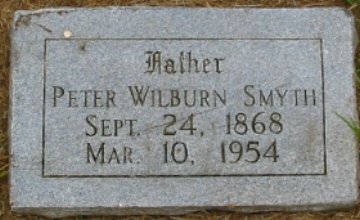 Father
Peter Wilburn Smyth
Sept. 24, 1868
Mar. 10, 1954